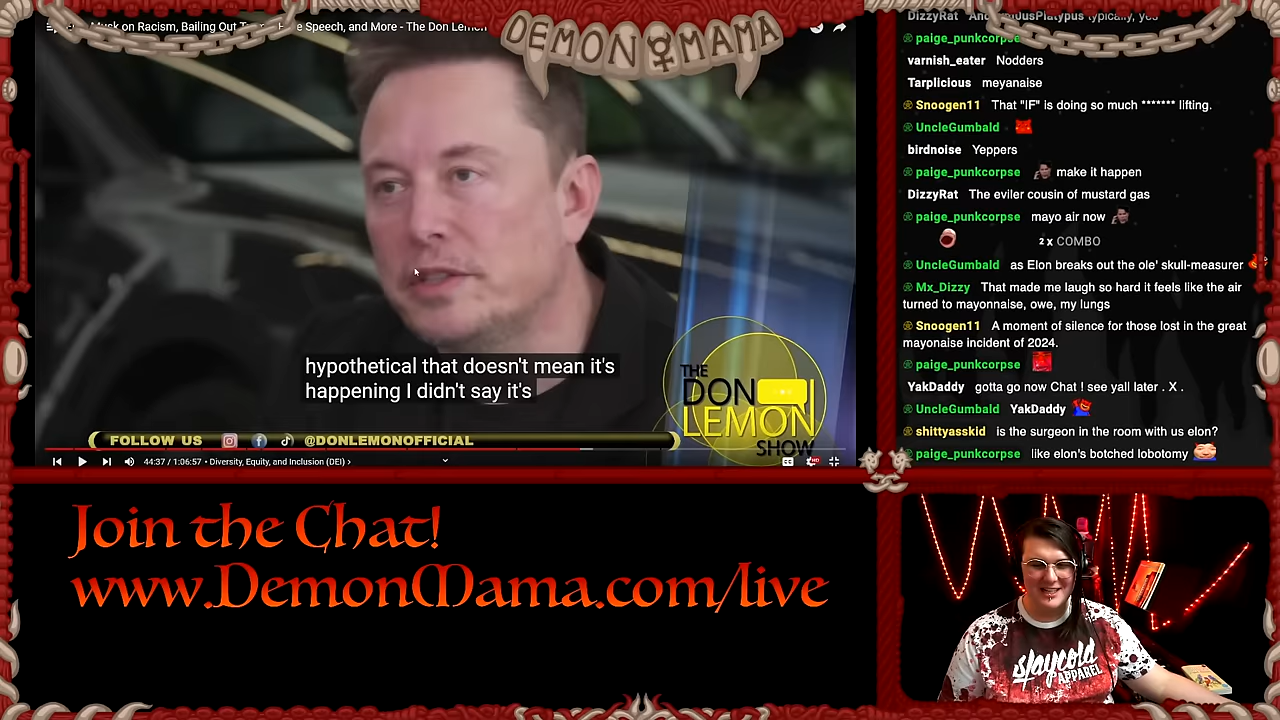 Musk on Racism, Bailing Out Speech, and More - The Don Lemon
DEMON MAMA
hypothetical that doesn't mean it's
happening I didn't say it's
THE
DON
LEMON
SHOW
FOLLOW US @DONLEMONOFFICIAL
44:37 / 1:06:57 • Diversity, Equity, and Inclusion (DEI) ›
CC HD
DizzyRat typically, yes
paige_punkcorpse
varnish_eater Nodders
Tarplicious meyanaise
Snoogen11 That "IF" is doing so much ******* lifting.
UncleGumbald
birdnoise Yeppers
paige_punkcorpse make it happen
DizzyRat The eviler cousin of mustard gas
paige_punkcorpse mayo air now
2 x COMBO
UncleGumbald as Elon breaks out the ole' skull-measurer
Mx_Dizzy That made me laugh so hard it feels like the air
turned to mayonnaise, owe, my lungs
Snoogen11 A moment of silence for those lost in the great
mayonaise incident of 2024.
paige_punkcorpse
YakDaddy gotta go now Chat ! see yall later . X .
UncleGumbald YakDaddy
shittyasskid is the surgeon in the room with us elon?
paige_punkcorpse like elon's botched lobotomy
Join the Chat!
www.DemonMama.com/live
slaycold
APPAREL